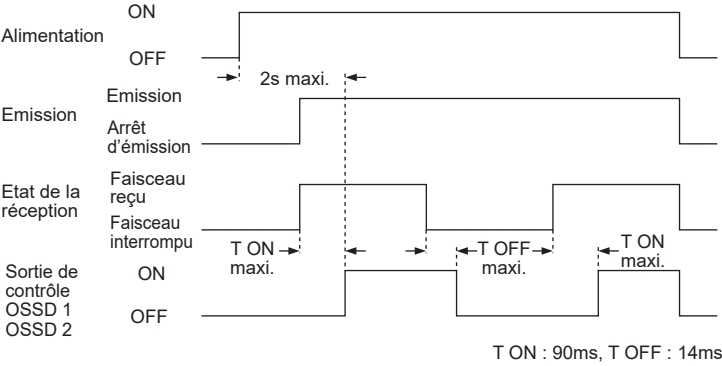 ON
Alimentation
OFF
2s maxi.
Emission
Emission
Arrêt
d'émission
Faisceau
reçu
Etat de la
réception
Faisceau
interrompu
T ON
maxi.
T OFF
maxi.
T ON
maxi.
Sortie de
contrôle
OSSD 1
OSSD 2
ON
OFF
T ON : 90ms, T OFF : 14ms